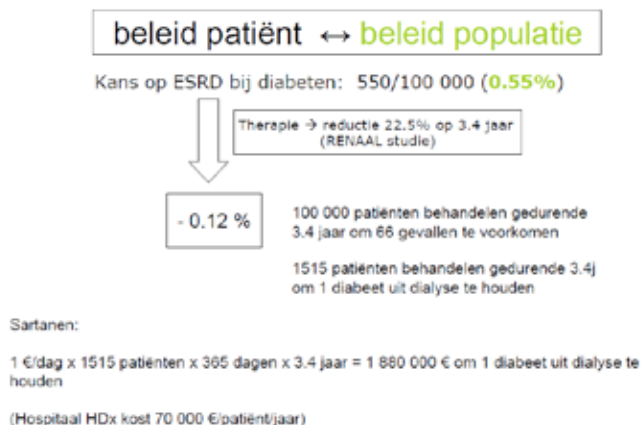 beleid patiënt ↔ beleid populatie
Kans op ESRD bij diabeten: 550/100 000 (0.55%)
Therapie → reductie 22.5% op 3.4 jaar
(RENAAL studie)
- 0.12 %
100 000 patiënten behandelen gedurende
3.4 jaar om 66 gevallen te voorkomen
1515 patiënten behandelen gedurende 3.4j
om 1 diabeet uit dialyse te houden
Sartanen:
1 €/dag x 1515 patiënten x 365 dagen x 3.4 jaar = 1 880 000 € om 1 diabeet uit dialyse te
houden
(Hospitaal HDx kost 70 000 €/patiënt/jaar)